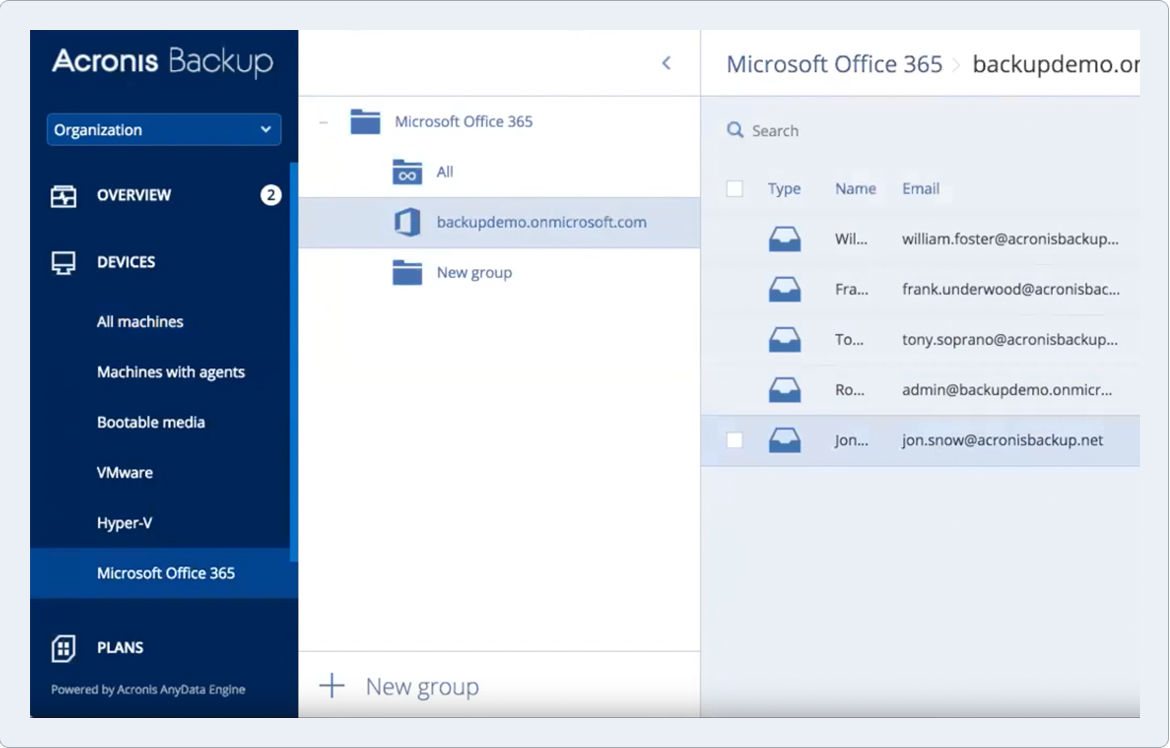 Acronis Backup
Organization
OVERVIEW 2
DEVICES
All machines
Machines with agents
Bootable media
VMware
Hyper-V
Microsoft Office 365
PLANS
Powered by Acronis AnyData Engine
Microsoft Office 365
All
backupdemo.onmicrosoft.com
New group
New group
Microsoft Office 365 backupdemo.on
Search
Type Name Email
Wil... william.foster@acronisbackup...
Fra... frank.underwood@acronisbac...
To... tony.soprano@acronisbackup...
Ro... admin@backupdemo.onmicr...
Jon... jon.snow@acronisbackup.net